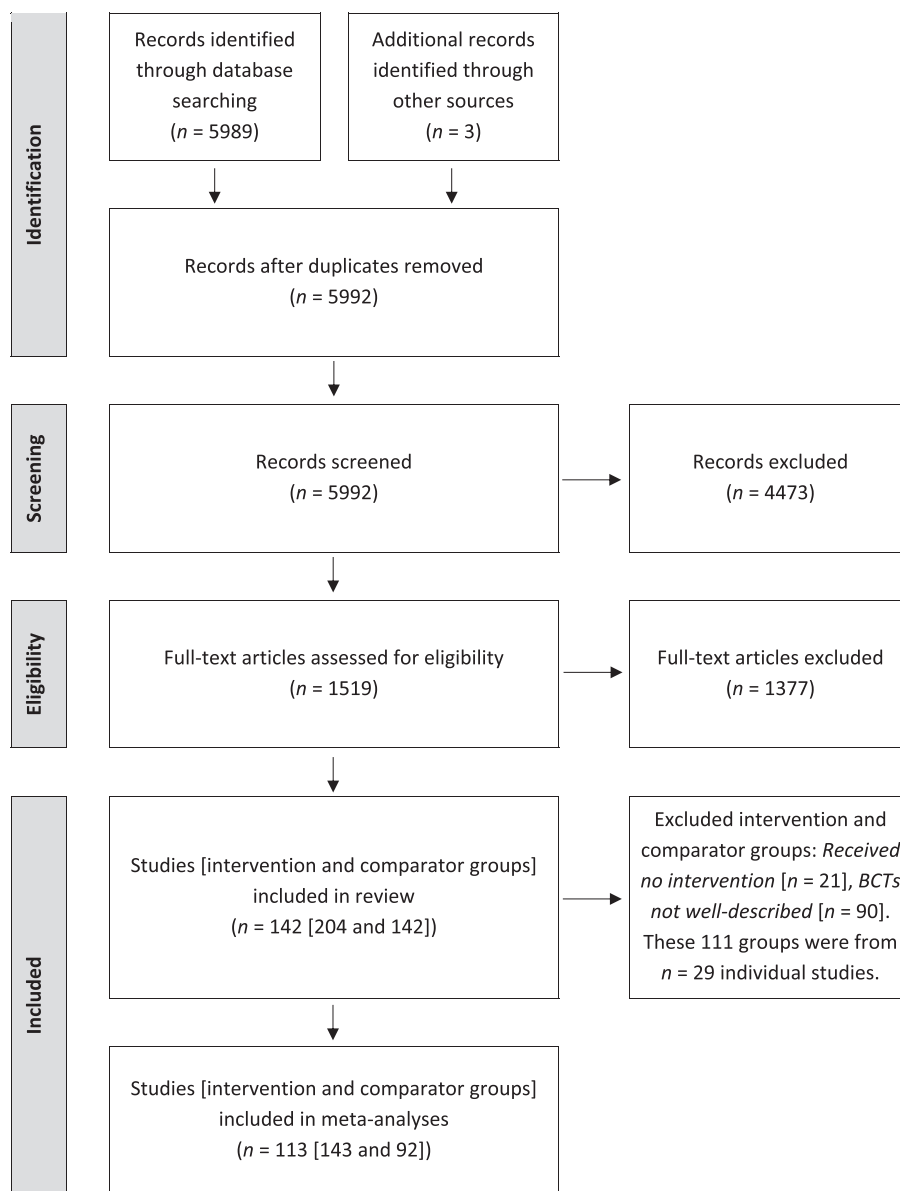 Identification
Records identified
through database
searching
(n = 5989)
Additional records
identified through
other sources
(n = 3)
Records after duplicates removed
(n = 5992)
Screening
Records screened
(n = 5992)
Records excluded
(n = 4473)
Eligibility
Full-text articles assessed for eligibility
(n = 1519)
Full-text articles excluded
(n = 1377)
Included
Studies [intervention and comparator groups]
included in review
(n = 142 [204 and 142])
Excluded intervention and
comparator groups: Received
no intervention [n = 21], BCTs
not well-described [n = 90].
These 111 groups were from
n = 29 individual studies.
Studies [intervention and comparator groups]
included in meta-analyses
(n = 113 [143 and 92])